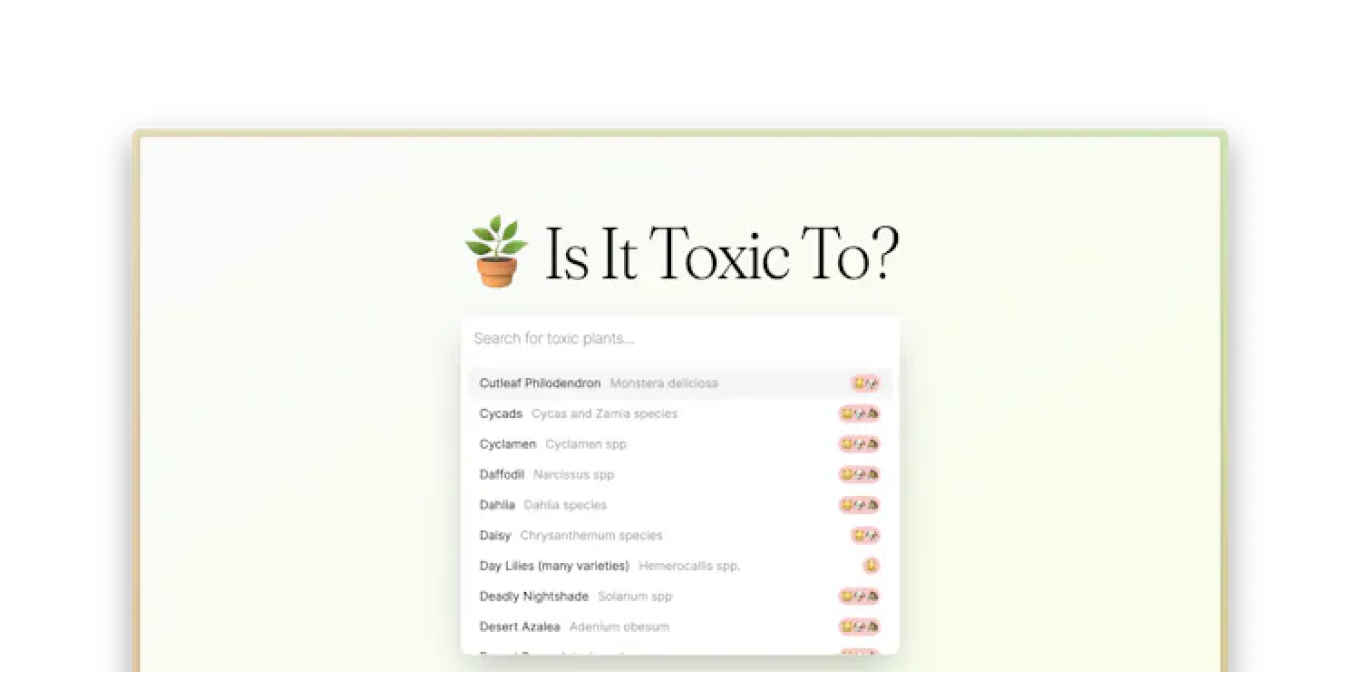 Is It Toxic To?
Search for toxic plants...
Cutleaf Philodendron Monstera deliciosa
Cycads Cycas and Zamia species
Cyclamen Cyclamen spp
Daffodil Narcissus spp
Dahlia Dahlia species
Daisy Chrysanthemum species
Day Lilies (many varieties) Hemerocallis spp.
Deadly Nightshade Solanum spp
Desert Azalea Adenium obesum